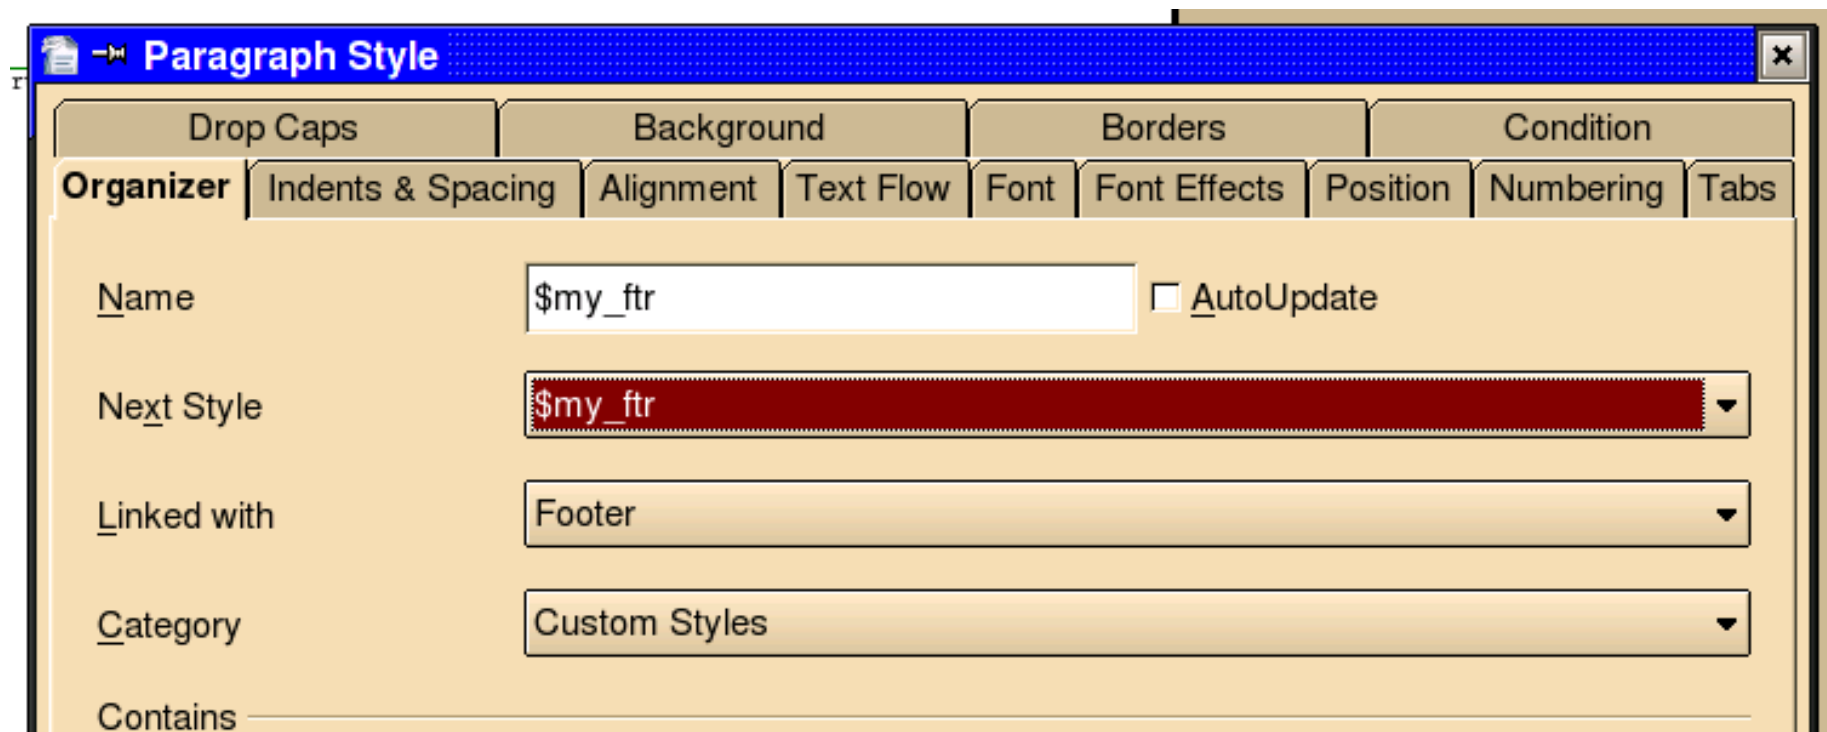 Paragraph Style
Drop Caps Background Borders Condition
Organizer Indents & Spacing Alignment Text Flow Font Font Effects Position Numbering Tabs
Name $my_ftr AutoUpdate
Next Style $my_ftr
Linked with Footer
Category Custom Styles
Contains